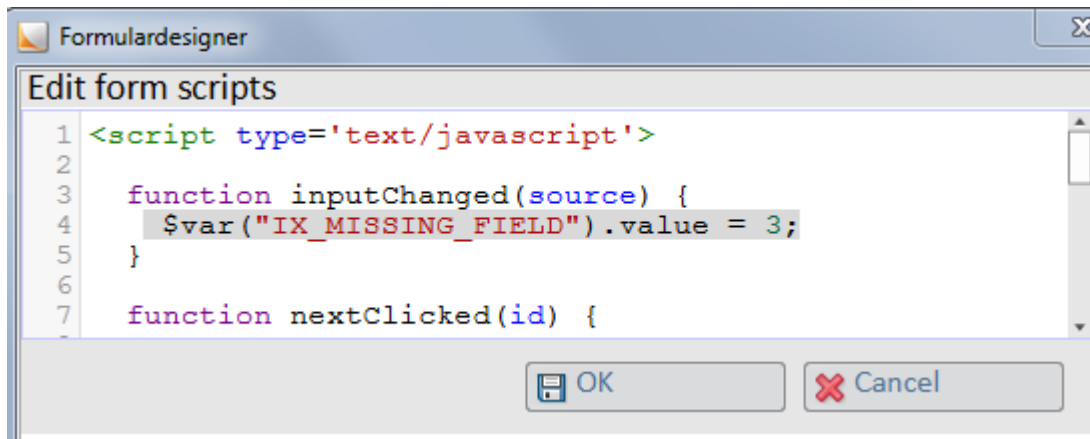 Formulardesigner
Edit form scripts
1 <script type='text/javascript'>
2
3 function inputChanged(source) {
4 $var("IX_MISSING_FIELD").value = 3;
5 }
6
7 function nextClicked(id) {
OK Cancel